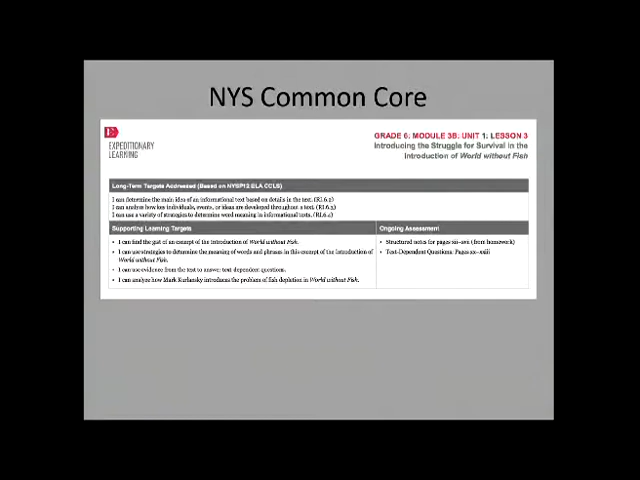 NYS Common Core
E
EXPEDITIONARY
LEARNING
GRADE 6: MODULE 3B: UNIT 1: LESSON 3
Introducing the Struggle for Survival in the
Introduction of World without Fish
Long-Term Targets Addressed (Based on NYSP12 ELA CCLS)
I can determine the main idea of an informational text based on details in the text. (RI.6.2)
I can analyze how key individuals, events, or ideas are developed throughout a text. (RI.6.3)
I can use a variety of strategies to determine word meaning in informational texts. (RI.6.4)
Supporting Learning Targets
Ongoing Assessment
• I can find the gist of an excerpt of the Introduction of World without Fish.
• I can use strategies to determine the meaning of words and phrases in this excerpt of the Introduction of
World without Fish.
• I can use evidence from the text to answer text-dependent questions.
• I can analyze how Mark Kurlansky introduces the problem of fish depletion in World without Fish.
• Structured notes for pages (from homework)
• Text-Dependent Questions: Pages